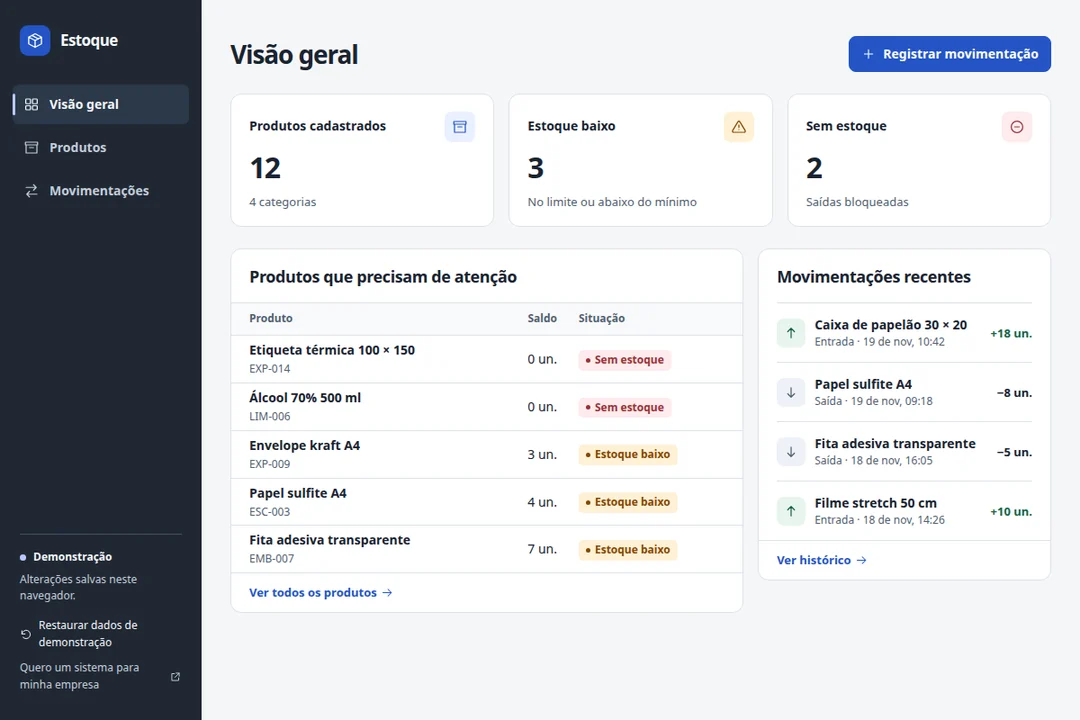 Estoque
Visão geral
Produtos
Movimentações
Demonstração
Alterações salvas neste
navegador.
Restaurar dados de
demonstração
Quero um sistema para
minha empresa
Visão geral
Registrar movimentação
Produtos cadastrados
12
4 categorias
Estoque baixo
3
No limite ou abaixo do mínimo
Sem estoque
2
Saídas bloqueadas
Produtos que precisam de atenção
Produto Saldo Situação
Etiqueta térmica 100 × 150
EXP-014
0 un. Sem estoque
Álcool 70% 500 ml
LIM-006
0 un. Sem estoque
Envelope kraft A4
EXP-009
3 un. Estoque baixo
Papel sulfite A4
ESC-003
4 un. Estoque baixo
Fita adesiva transparente
EMB-007
7 un. Estoque baixo
Ver todos os produtos →
Movimentações recentes
Caixa de papelão 30 × 20
Entrada · 19 de nov, 10:42
+18 un.
Papel sulfite A4
Saída · 19 de nov, 09:18
−8 un.
Fita adesiva transparente
Saída · 18 de nov, 16:05
−5 un.
Filme stretch 50 cm
Entrada · 18 de nov, 14:26
+10 un.
Ver histórico →